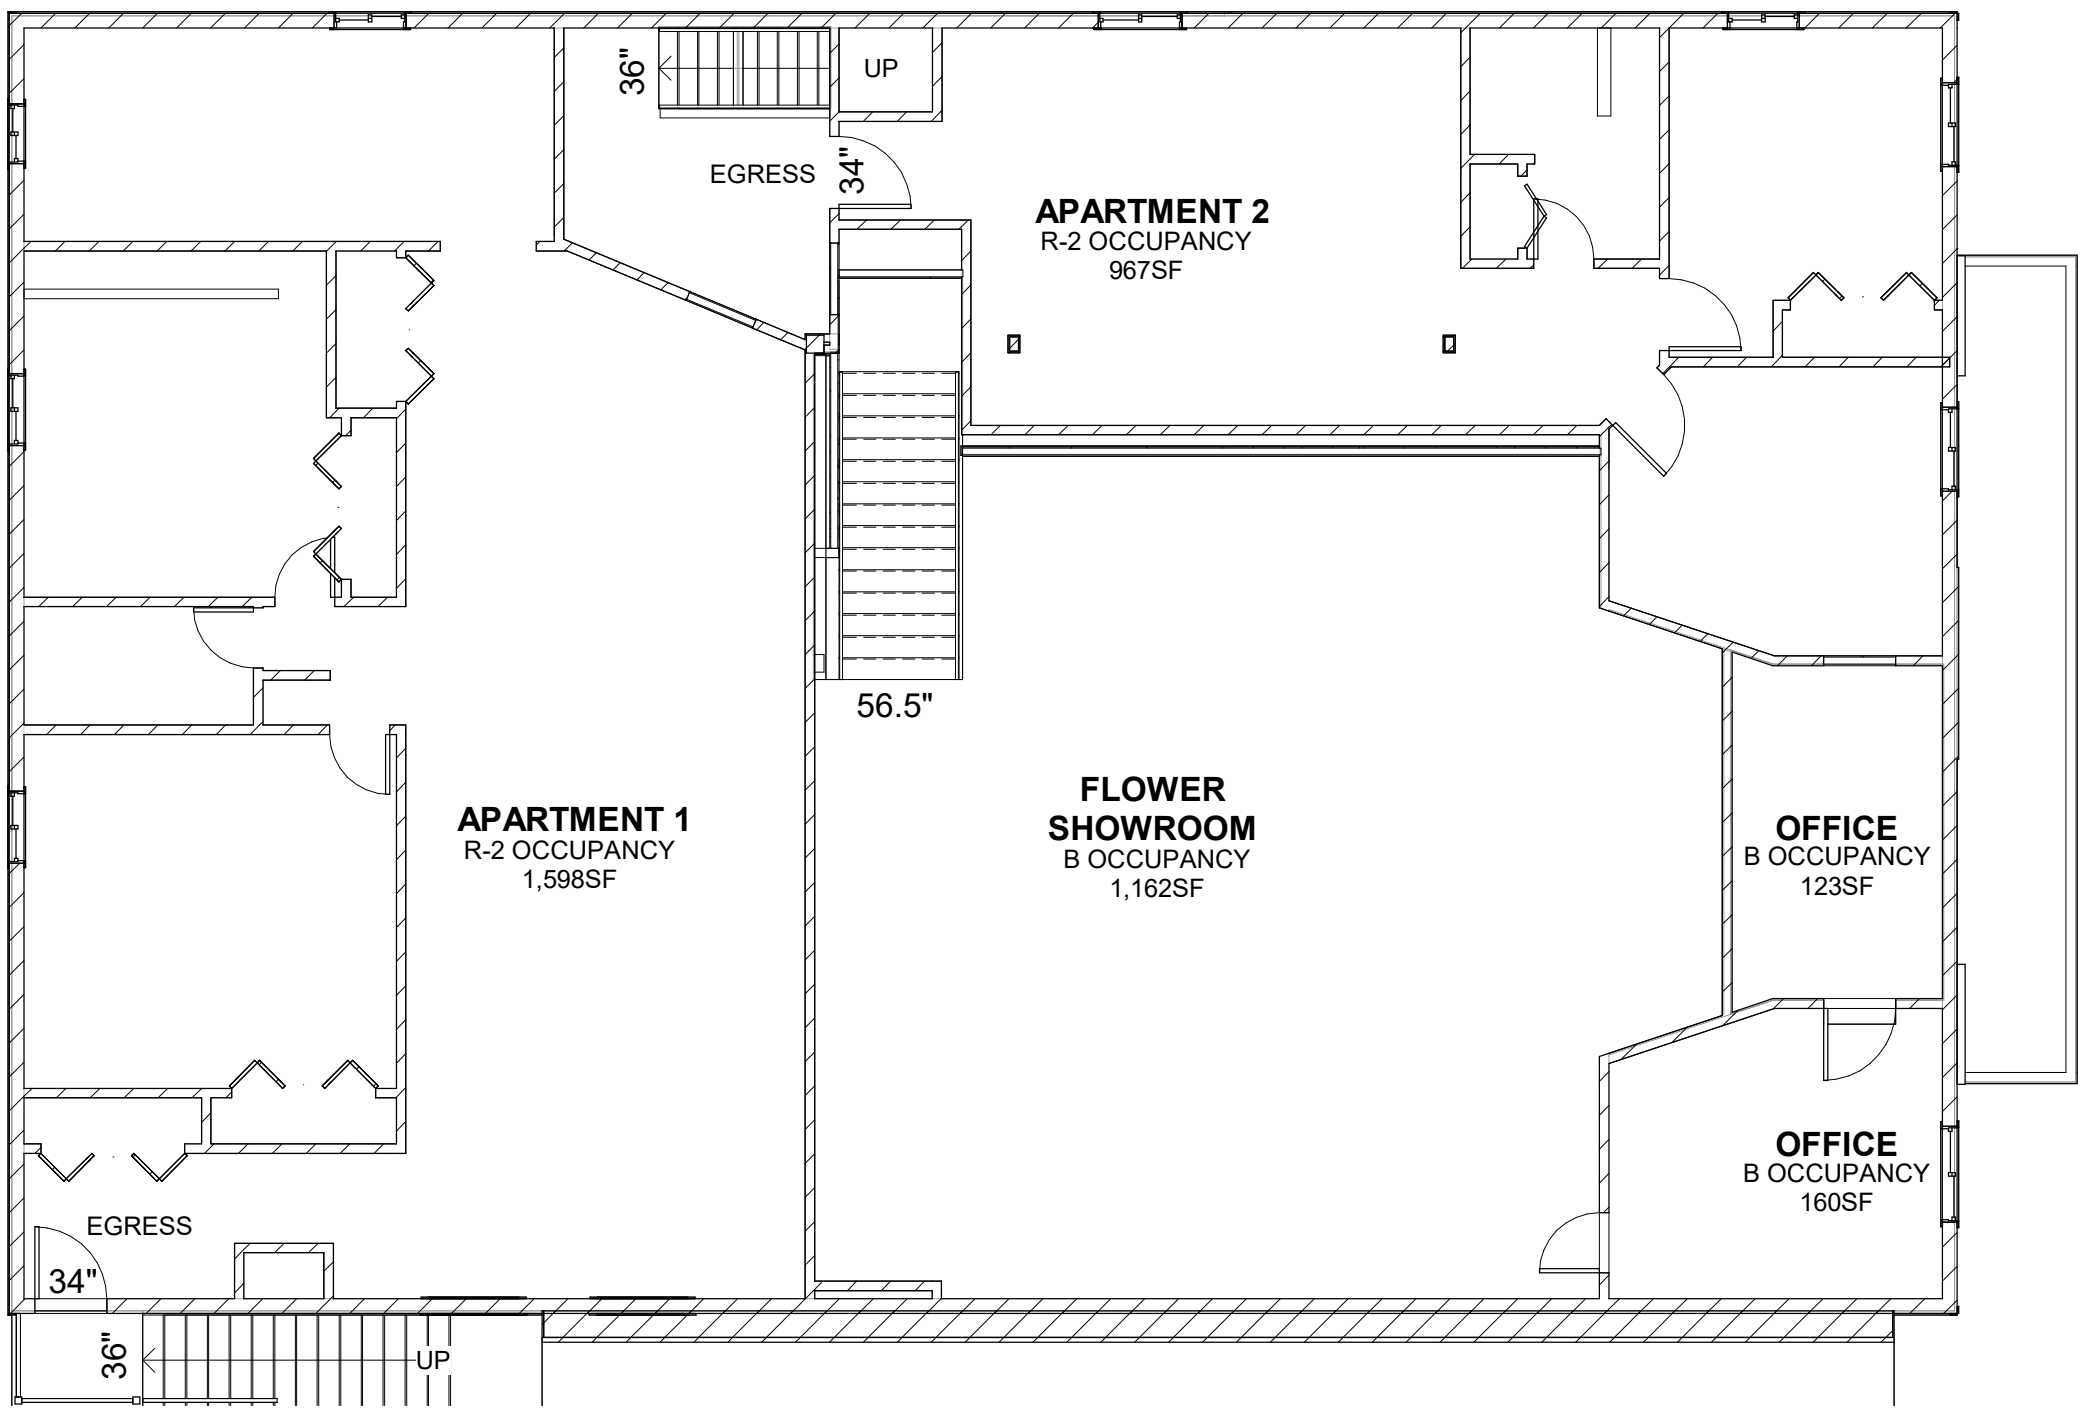 36"
UP
EGRESS
34"
APARTMENT 2
R-2 OCCUPANCY
967SF
56.5"
APARTMENT 1
R-2 OCCUPANCY
1,598SF
FLOWER
SHOWROOM
B OCCUPANCY
1,162SF
OFFICE
B OCCUPANCY
123SF
OFFICE
B OCCUPANCY
160SF
EGRESS
34"
36"
UP